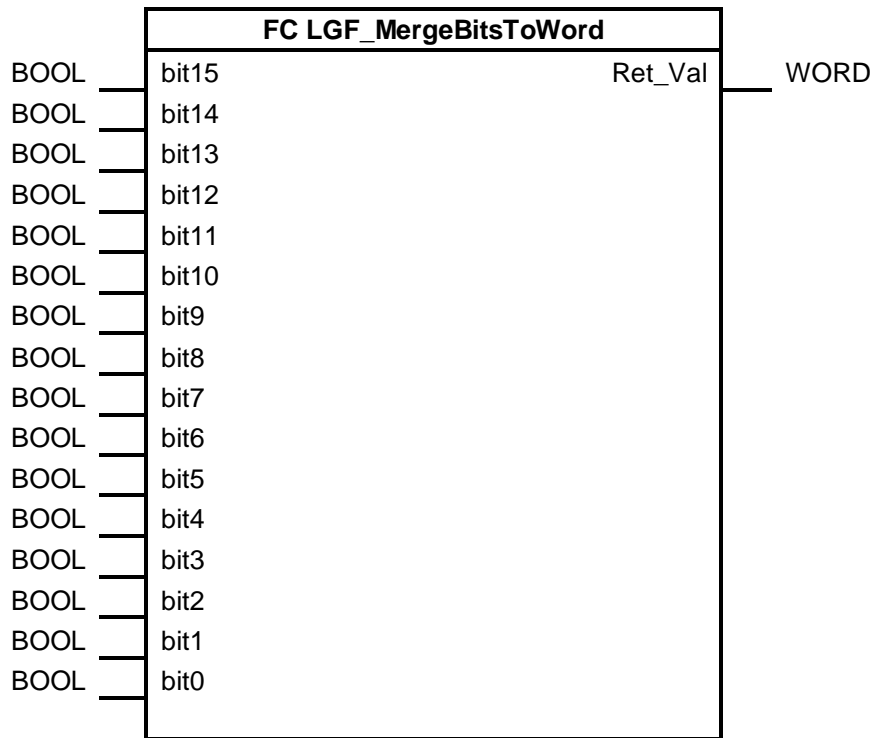 FC LGF_MergeBitsToWord
BOOL bit15 Ret_Val WORD
BOOL bit14
BOOL bit13
BOOL bit12
BOOL bit11
BOOL bit10
BOOL bit9
BOOL bit8
BOOL bit7
BOOL bit6
BOOL bit5
BOOL bit4
BOOL bit3
BOOL bit2
BOOL bit1
BOOL bit0